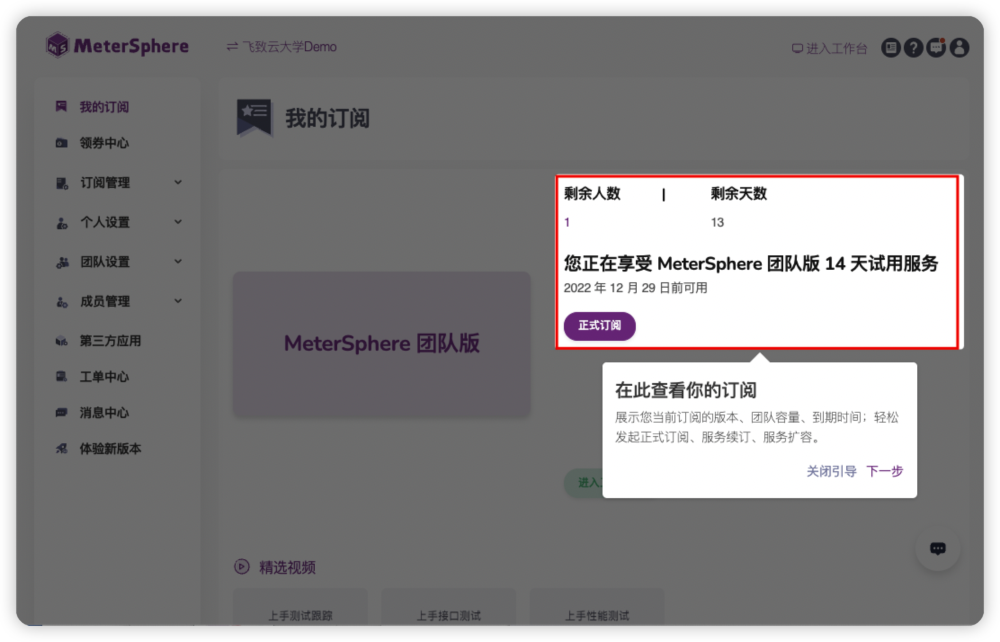 MeterSphere
飞致云大学Demo
进入工作台
我的订阅
领券中心
订阅管理
个人设置
团队设置
成员管理
第三方应用
工单中心
消息中心
体验新版本
我的订阅
MeterSphere 团队版
剩余人数 | 剩余天数
1 13
您正在享受 MeterSphere 团队版 14 天试用服务
2022 年 12 月 29 日前可用
正式订阅
在此查看你的订阅
展示您当前订阅的版本、团队容量、到期时间；轻松
发起正式订阅、服务续订、服务扩容。
关闭引导 下一步
进入
精选视频
上手测试跟踪
上手接口测试
上手性能测试